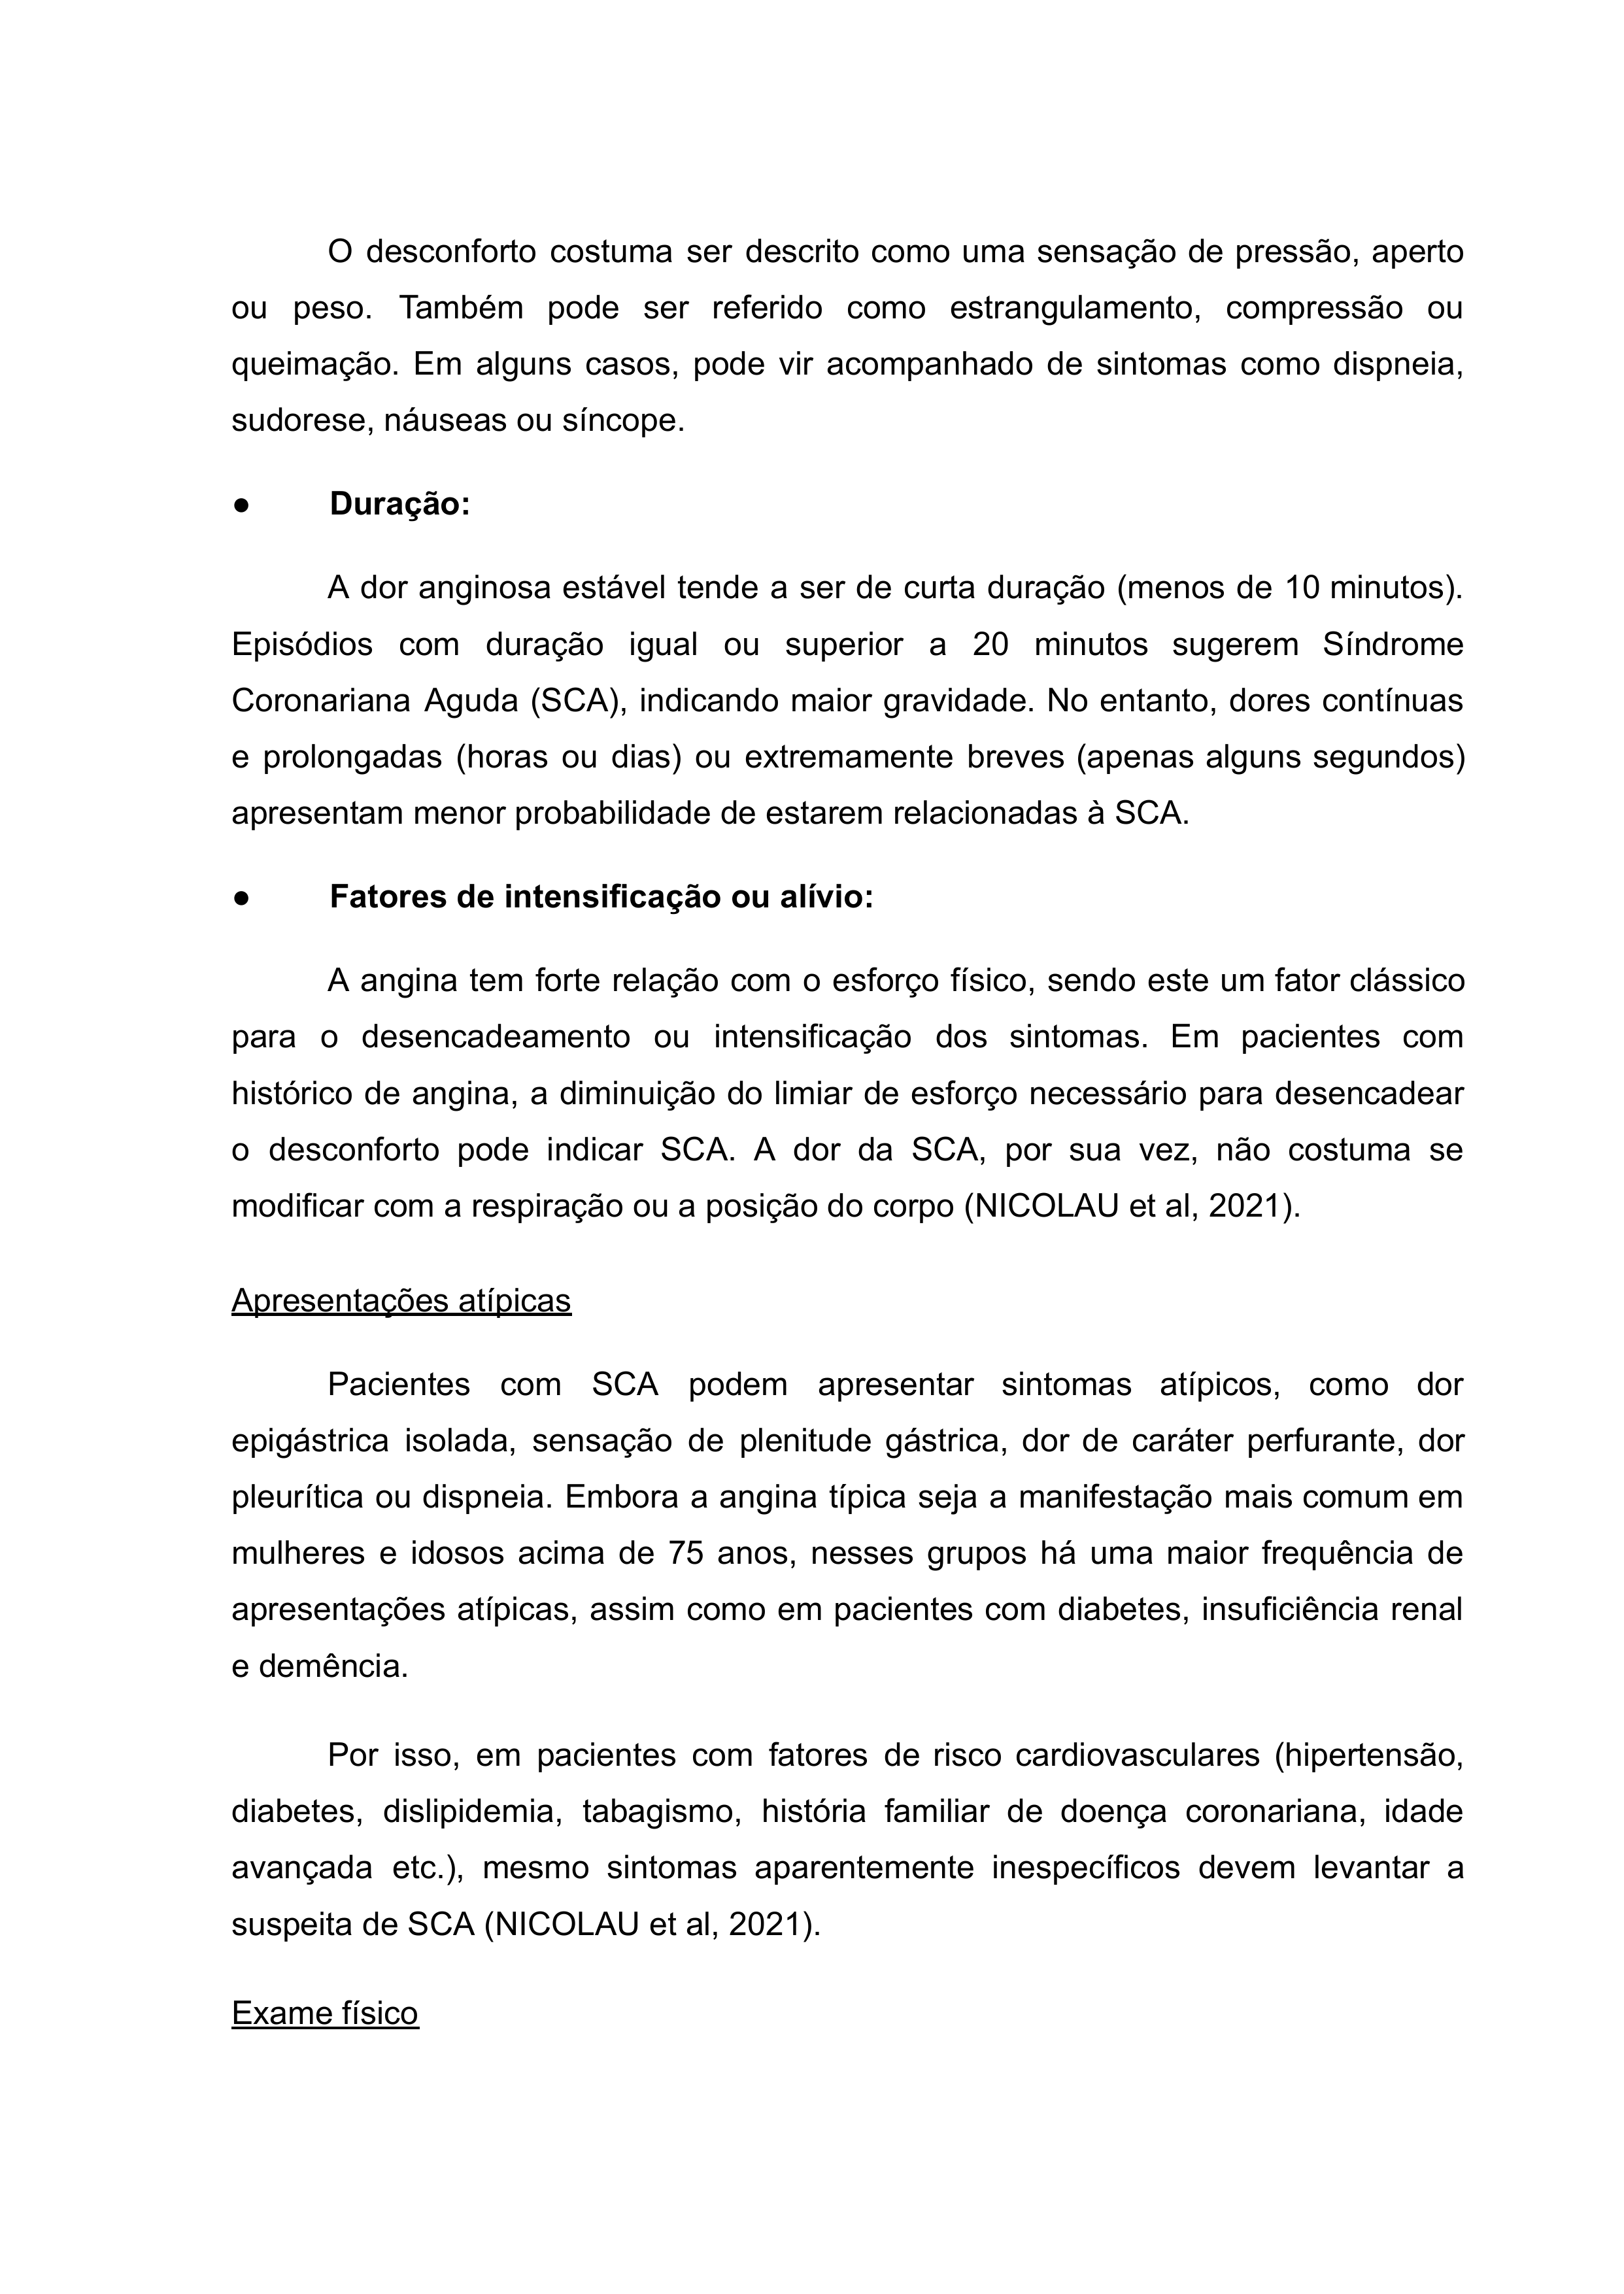 O desconforto costuma ser descrito como uma sensação de pressão, aperto
ou peso. Também pode ser referido como estrangulamento, compressão ou
queimação. Em alguns casos, pode vir acompanhado de sintomas como dispneia,
sudorese, náuseas ou síncope.
● Duração:
A dor anginosa estável tende a ser de curta duração (menos de 10 minutos).
Episódios com duração igual ou superior a 20 minutos sugerem Síndrome
Coronariana Aguda (SCA), indicando maior gravidade. No entanto, dores contínuas
e prolongadas (horas ou dias) ou extremamente breves (apenas alguns segundos)
apresentam menor probabilidade de estarem relacionadas à SCA.
● Fatores de intensificação ou alívio:
A angina tem forte relação com o esforço físico, sendo este um fator clássico
para o desencadeamento ou intensificação dos sintomas. Em pacientes com
histórico de angina, a diminuição do limiar de esforço necessário para desencadear
o desconforto pode indicar SCA. A dor da SCA, por sua vez, não costuma se
modificar com a respiração ou a posição do corpo (NICOLAU et al, 2021).
Apresentações atípicas
Pacientes com SCA podem apresentar sintomas atípicos, como dor
epigástrica isolada, sensação de plenitude gástrica, dor de caráter perfurante, dor
pleurítica ou dispneia. Embora a angina típica seja a manifestação mais comum em
mulheres e idosos acima de 75 anos, nesses grupos há uma maior frequência de
apresentações atípicas, assim como em pacientes com diabetes, insuficiência renal
e demência.
Por isso, em pacientes com fatores de risco cardiovasculares (hipertensão,
diabetes, dislipidemia, tabagismo, história familiar de doença coronariana, idade
avançada etc.), mesmo sintomas aparentemente inespecíficos devem levantar a
suspeita de SCA (NICOLAU et al, 2021).
Exame físico